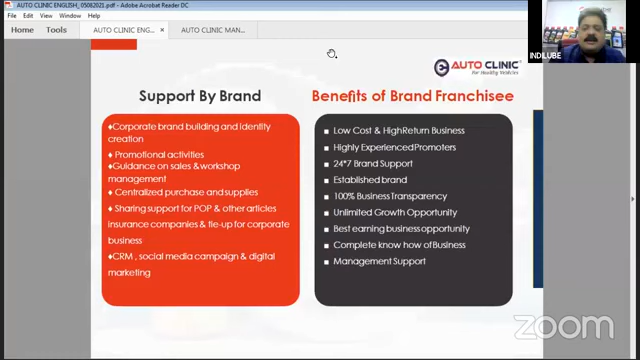 AUTO CLINIC ENGLISH_05082021.pdf - Adobe Acrobat Reader DC
File Edit View Window Help
Home Tools AUTO CLINIC ENG... × AUTO CLINIC MAN...
INDILUBE
AUTO CLINIC
For Healthy Vehicles
Support By Brand
♦Corporate brand building and identity
creation
♦ Promotional activities
♦Guidance on sales & workshop
management
♦ Centralized purchase and supplies
♦ Sharing support for POP & other articles
insurance companies & tie-up for corporate
business
♦CRM , social media campaign & digital
marketing
Benefits of Brand Franchisee
■ Low Cost & HighReturn Business
■ Highly Experienced Promoters
■ 24*7 Brand Support
■ Established brand
■ 100% Business Transparency
■ Unlimited Growth Opportunity
■ Best earning business opportunity
■ Complete know how of Business
■ Management Support
zoom